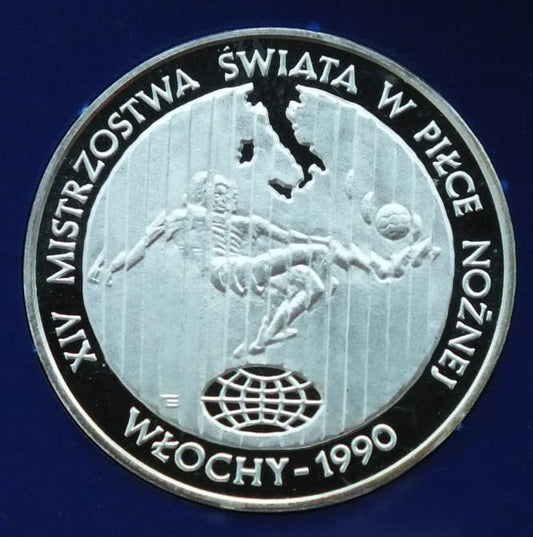 XIV MISTRZOSTWA ŚWIATA W PIŁCE NOŻNEJ
WŁOCHY-1990